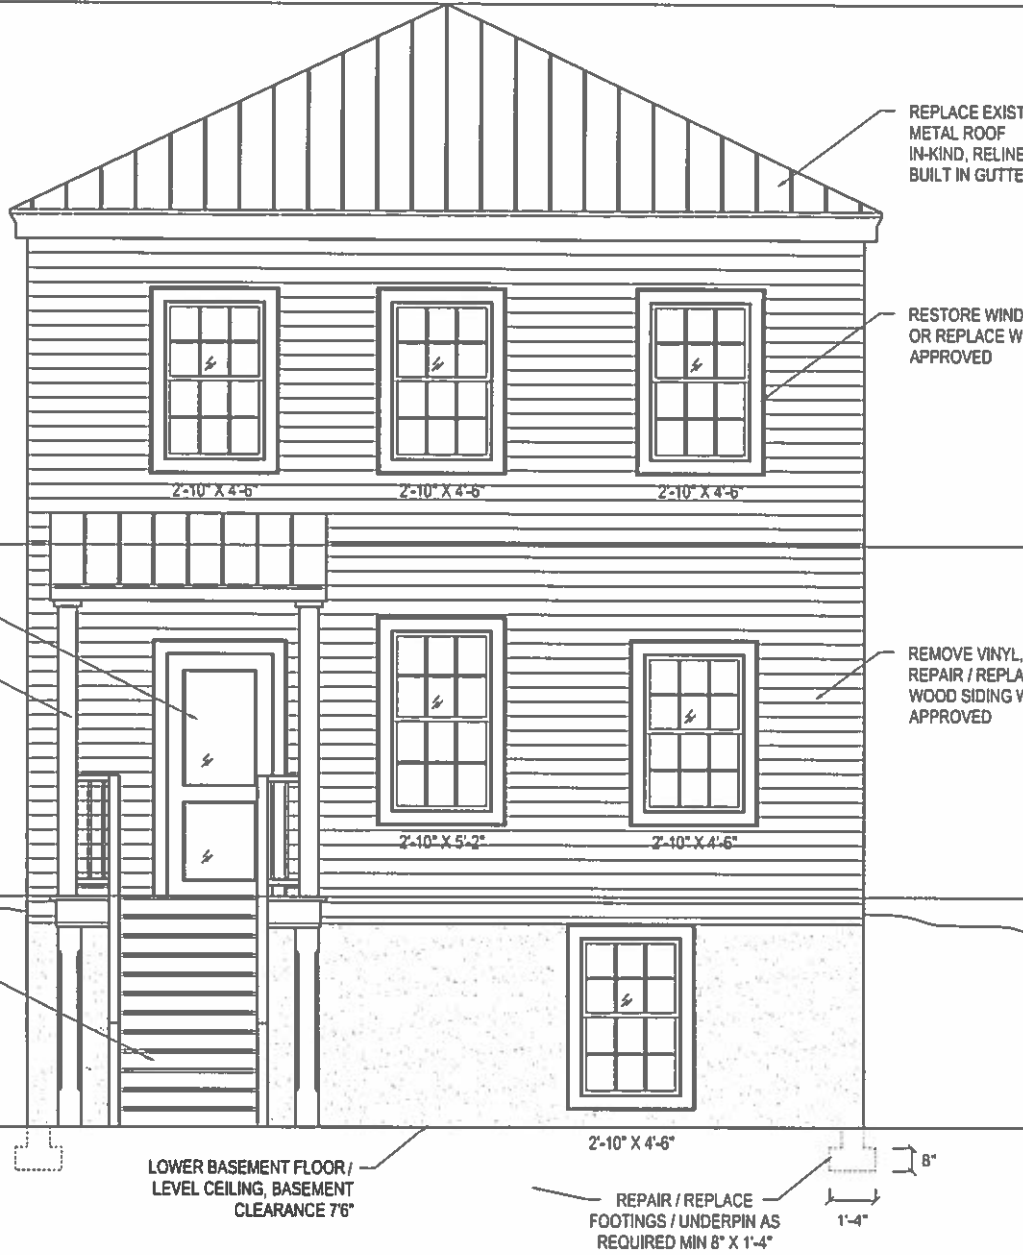 REPLACE EXIST
METAL ROOF
IN-KIND, RELINE
BUILT IN GUTTE
RESTORE WIND
OR REPLACE W
APPROVED
2'-10" X 4'-6"
2'-10" X 4'-6"
2'-10" X 4'-6"
REMOVE VINYL,
REPAIR / REPLA
WOOD SIDING W
APPROVED
2'-10" X 5'-2"
2'-10" X 4'-6"
2'-10" X 4'-6"
LOWER BASEMENT FLOOR /
LEVEL CEILING, BASEMENT
CLEARANCE 7'6"
8"
1'-4"
REPAIR / REPLACE
FOOTINGS / UNDERPIN AS
REQUIRED MIN 8" X 1'-4"